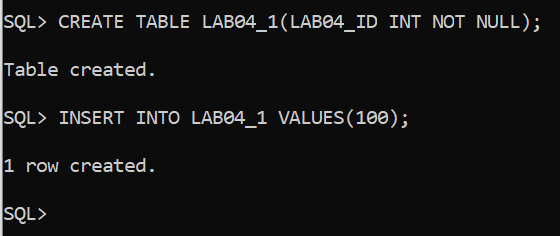 SQL> CREATE TABLE LAB04_1(LAB04_ID INT NOT NULL);
Table created.
SQL> INSERT INTO LAB04_1 VALUES(100);
1 row created.
SQL>